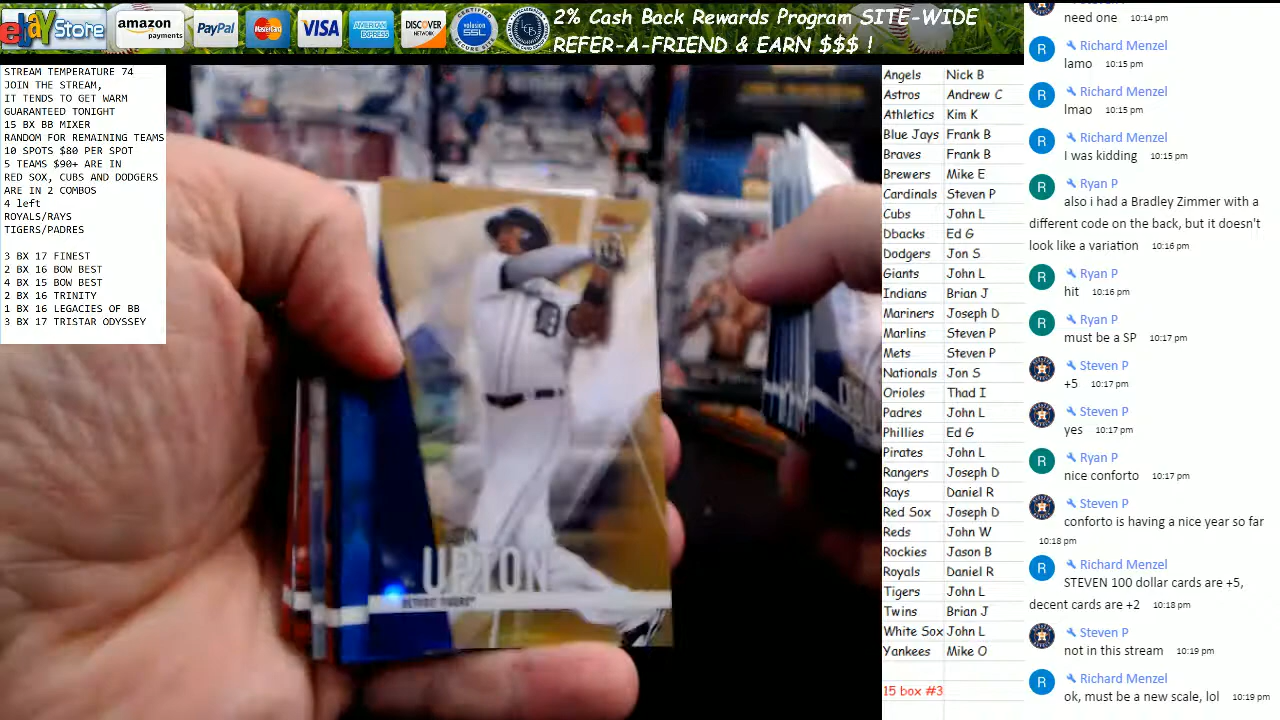 ebay Store
amazon payments
PayPal
MasterCard
VISA
AMERICAN EXPRESS
DISCOVER NETWORK
volusion SSL
2% Cash Back Rewards Program SITE-WIDE
REFER-A-FRIEND & EARN $$$ !
STREAM TEMPERATURE 74
JOIN THE STREAM,
IT TENDS TO GET WARM
GUARANTEED TONIGHT
15 BX BB MIXER
RANDOM FOR REMAINING TEAMS
10 SPOTS $80 PER SPOT
5 TEAMS $90+ ARE IN
RED SOX, CUBS AND DODGERS
ARE IN 2 COMBOS
4 left
ROYALS/RAYS
TIGERS/PADRES
3 BX 17 FINEST
2 BX 16 BOW BEST
4 BX 15 BOW BEST
2 BX 16 TRINITY
1 BX 16 LEGACIES OF BB
3 BX 17 TRISTAR ODYSSEY
UPTON
DETROIT TIGERS
Angels Nick B
Astros Andrew C
Athletics Kim K
Blue Jays Frank B
Braves Frank B
Brewers Mike E
Cardinals Steven P
Cubs John L
Dbacks Ed G
Dodgers Jon S
Giants John L
Indians Brian J
Mariners Joseph D
Marlins Steven P
Mets Steven P
Nationals Jon S
Orioles Thad I
Padres John L
Phillies Ed G
Pirates John L
Rangers Joseph D
Rays Daniel R
Red Sox Joseph D
Reds John W
Rockies Jason B
Royals Daniel R
Tigers John L
Twins Brian J
White Sox John L
Yankees Mike O
15 box #3
need one 10:14 pm
R Richard Menzel
lamo 10:15 pm
R Richard Menzel
lmao 10:15 pm
R Richard Menzel
I was kidding 10:15 pm
R Ryan P
also i had a Bradley Zimmer with a
different code on the back, but it doesn't
look like a variation 10:16 pm
R Ryan P
hit 10:16 pm
R Ryan P
must be a SP 10:17 pm
Steven P
+5 10:17 pm
Steven P
yes 10:17 pm
R Ryan P
nice conforto 10:17 pm
Steven P
conforto is having a nice year so far
10:18 pm
R Richard Menzel
STEVEN 100 dollar cards are +5,
decent cards are +2 10:18 pm
Steven P
not in this stream 10:19 pm
R Richard Menzel
ok, must be a new scale, lol 10:19 pm